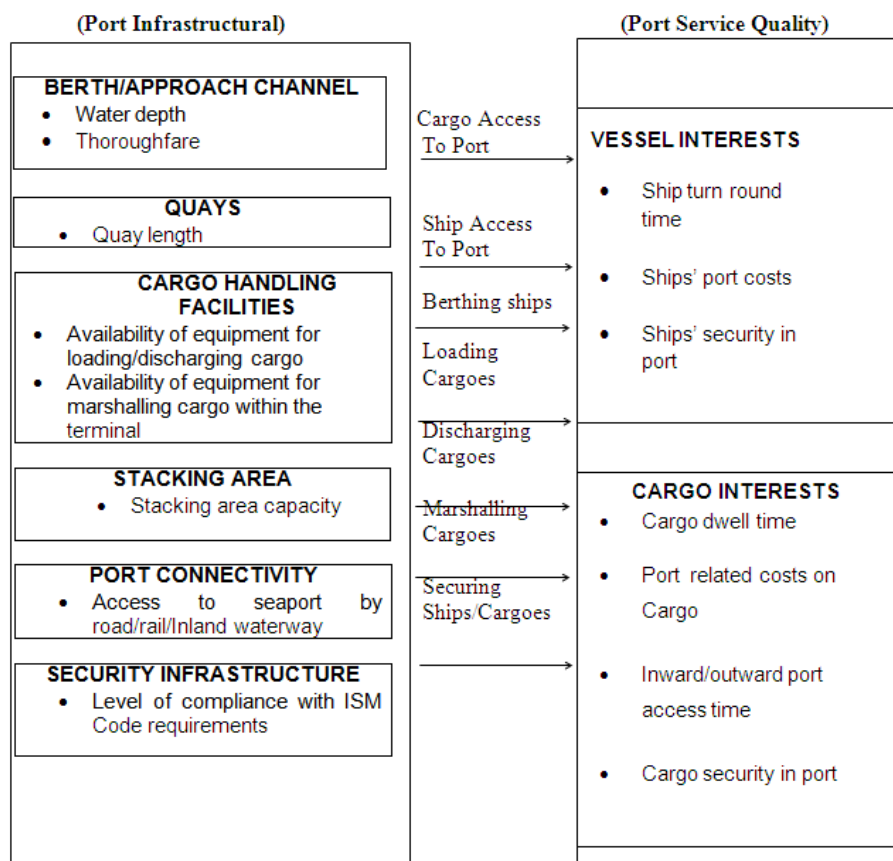 (Port Infrastructural)
BERTH/APPROACH CHANNEL
• Water depth
• Thoroughfare
QUAYS
• Quay length
CARGO HANDLING
FACILITIES
• Availability of equipment for
loading/discharging cargo
• Availability of equipment for
marshalling cargo within the
terminal
STACKING AREA
• Stacking area capacity
PORT CONNECTIVITY
• Access to seaport by
road/rail/Inland waterway
SECURITY INFRASTRUCTURE
• Level of compliance with ISM
Code requirements
Cargo Access
To Port
Ship Access
To Port
Berthing ships
Loading
Cargoes
Discharging
Cargoes
Marshalling
Cargoes
Securing
Ships/Cargoes
(Port Service Quality)
VESSEL INTERESTS
• Ship turn round
time
• Ships' port costs
• Ships' security in
port
CARGO INTERESTS
• Cargo dwell time
• Port related costs on
Cargo
• Inward/outward port
access time
• Cargo security in port